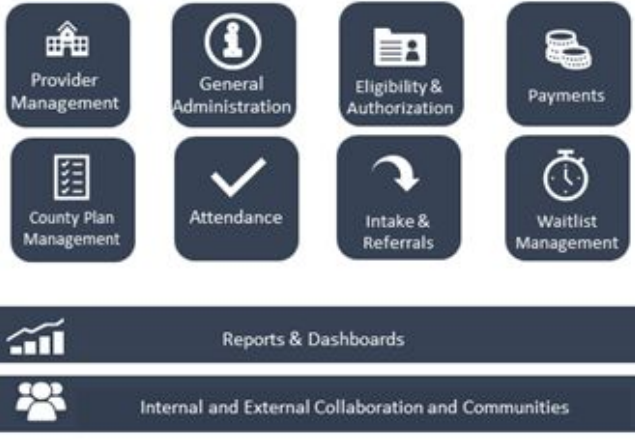 Provider
Management
General
Administration
Eligibility &
Authorization
Payments
County Plan
Management
Attendance
Intake &
Referrals
Waitlist
Management
Reports & Dashboards
Internal and External Collaboration and Communities